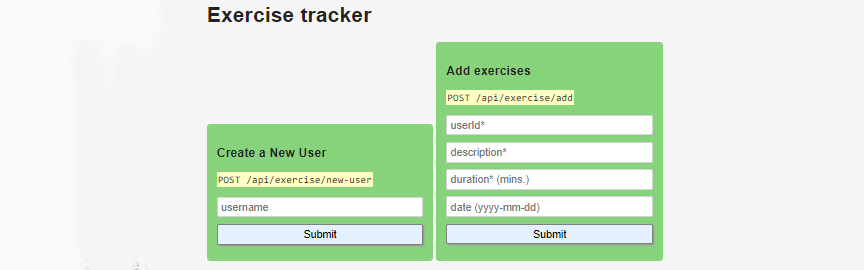 Exercise tracker
Create a New User
POST /api/exercise/new-user
username
Submit
Add exercises
POST /api/exercise/add
userId*
description*
duration* (mins.)
date (yyyy-mm-dd)
Submit